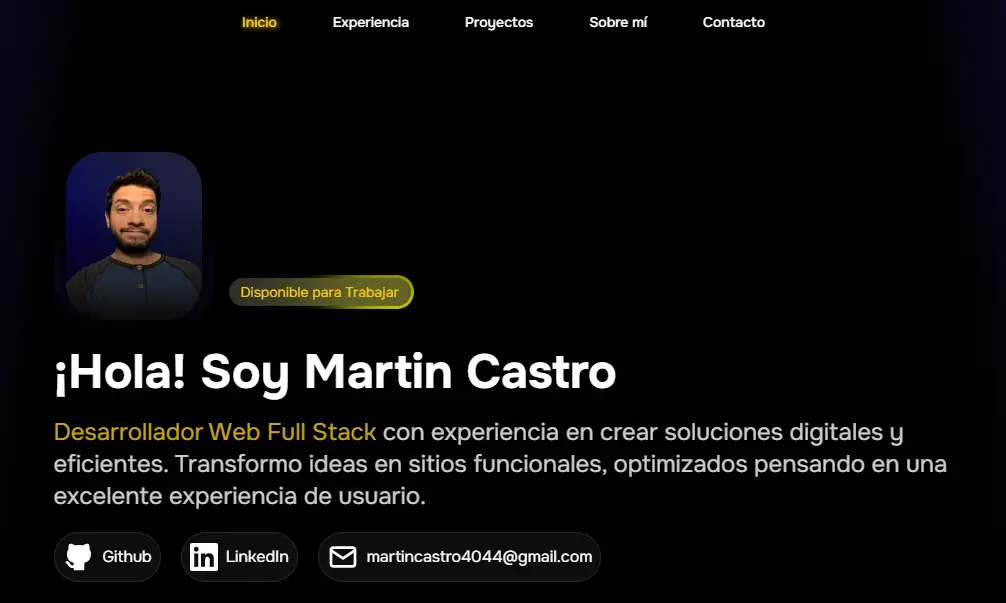 Inicio Experiencia Proyectos Sobre mí Contacto
Disponible para Trabajar
¡Hola! Soy Martin Castro
Desarrollador Web Full Stack con experiencia en crear soluciones digitales y
eficientes. Transformo ideas en sitios funcionales, optimizados pensando en una
excelente experiencia de usuario.
Github LinkedIn martincastro4044@gmail.com